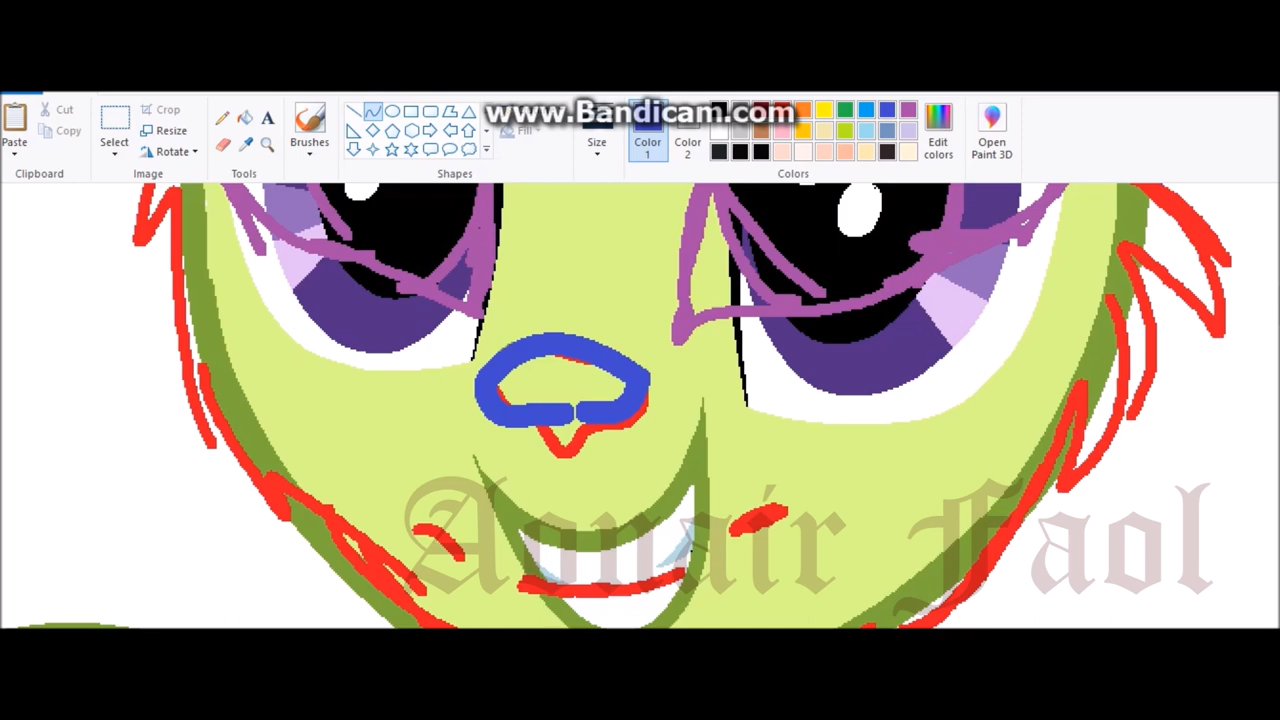 www.Bandicam.com
Cut
Copy
Paste
Clipboard
Select
Crop
Resize
Rotate
Image
A
Tools
Brushes
Shapes
Fill
Size
Color
1
Color
2
Edit
colors
Colors
Open
Paint 3D
Aonair Faol